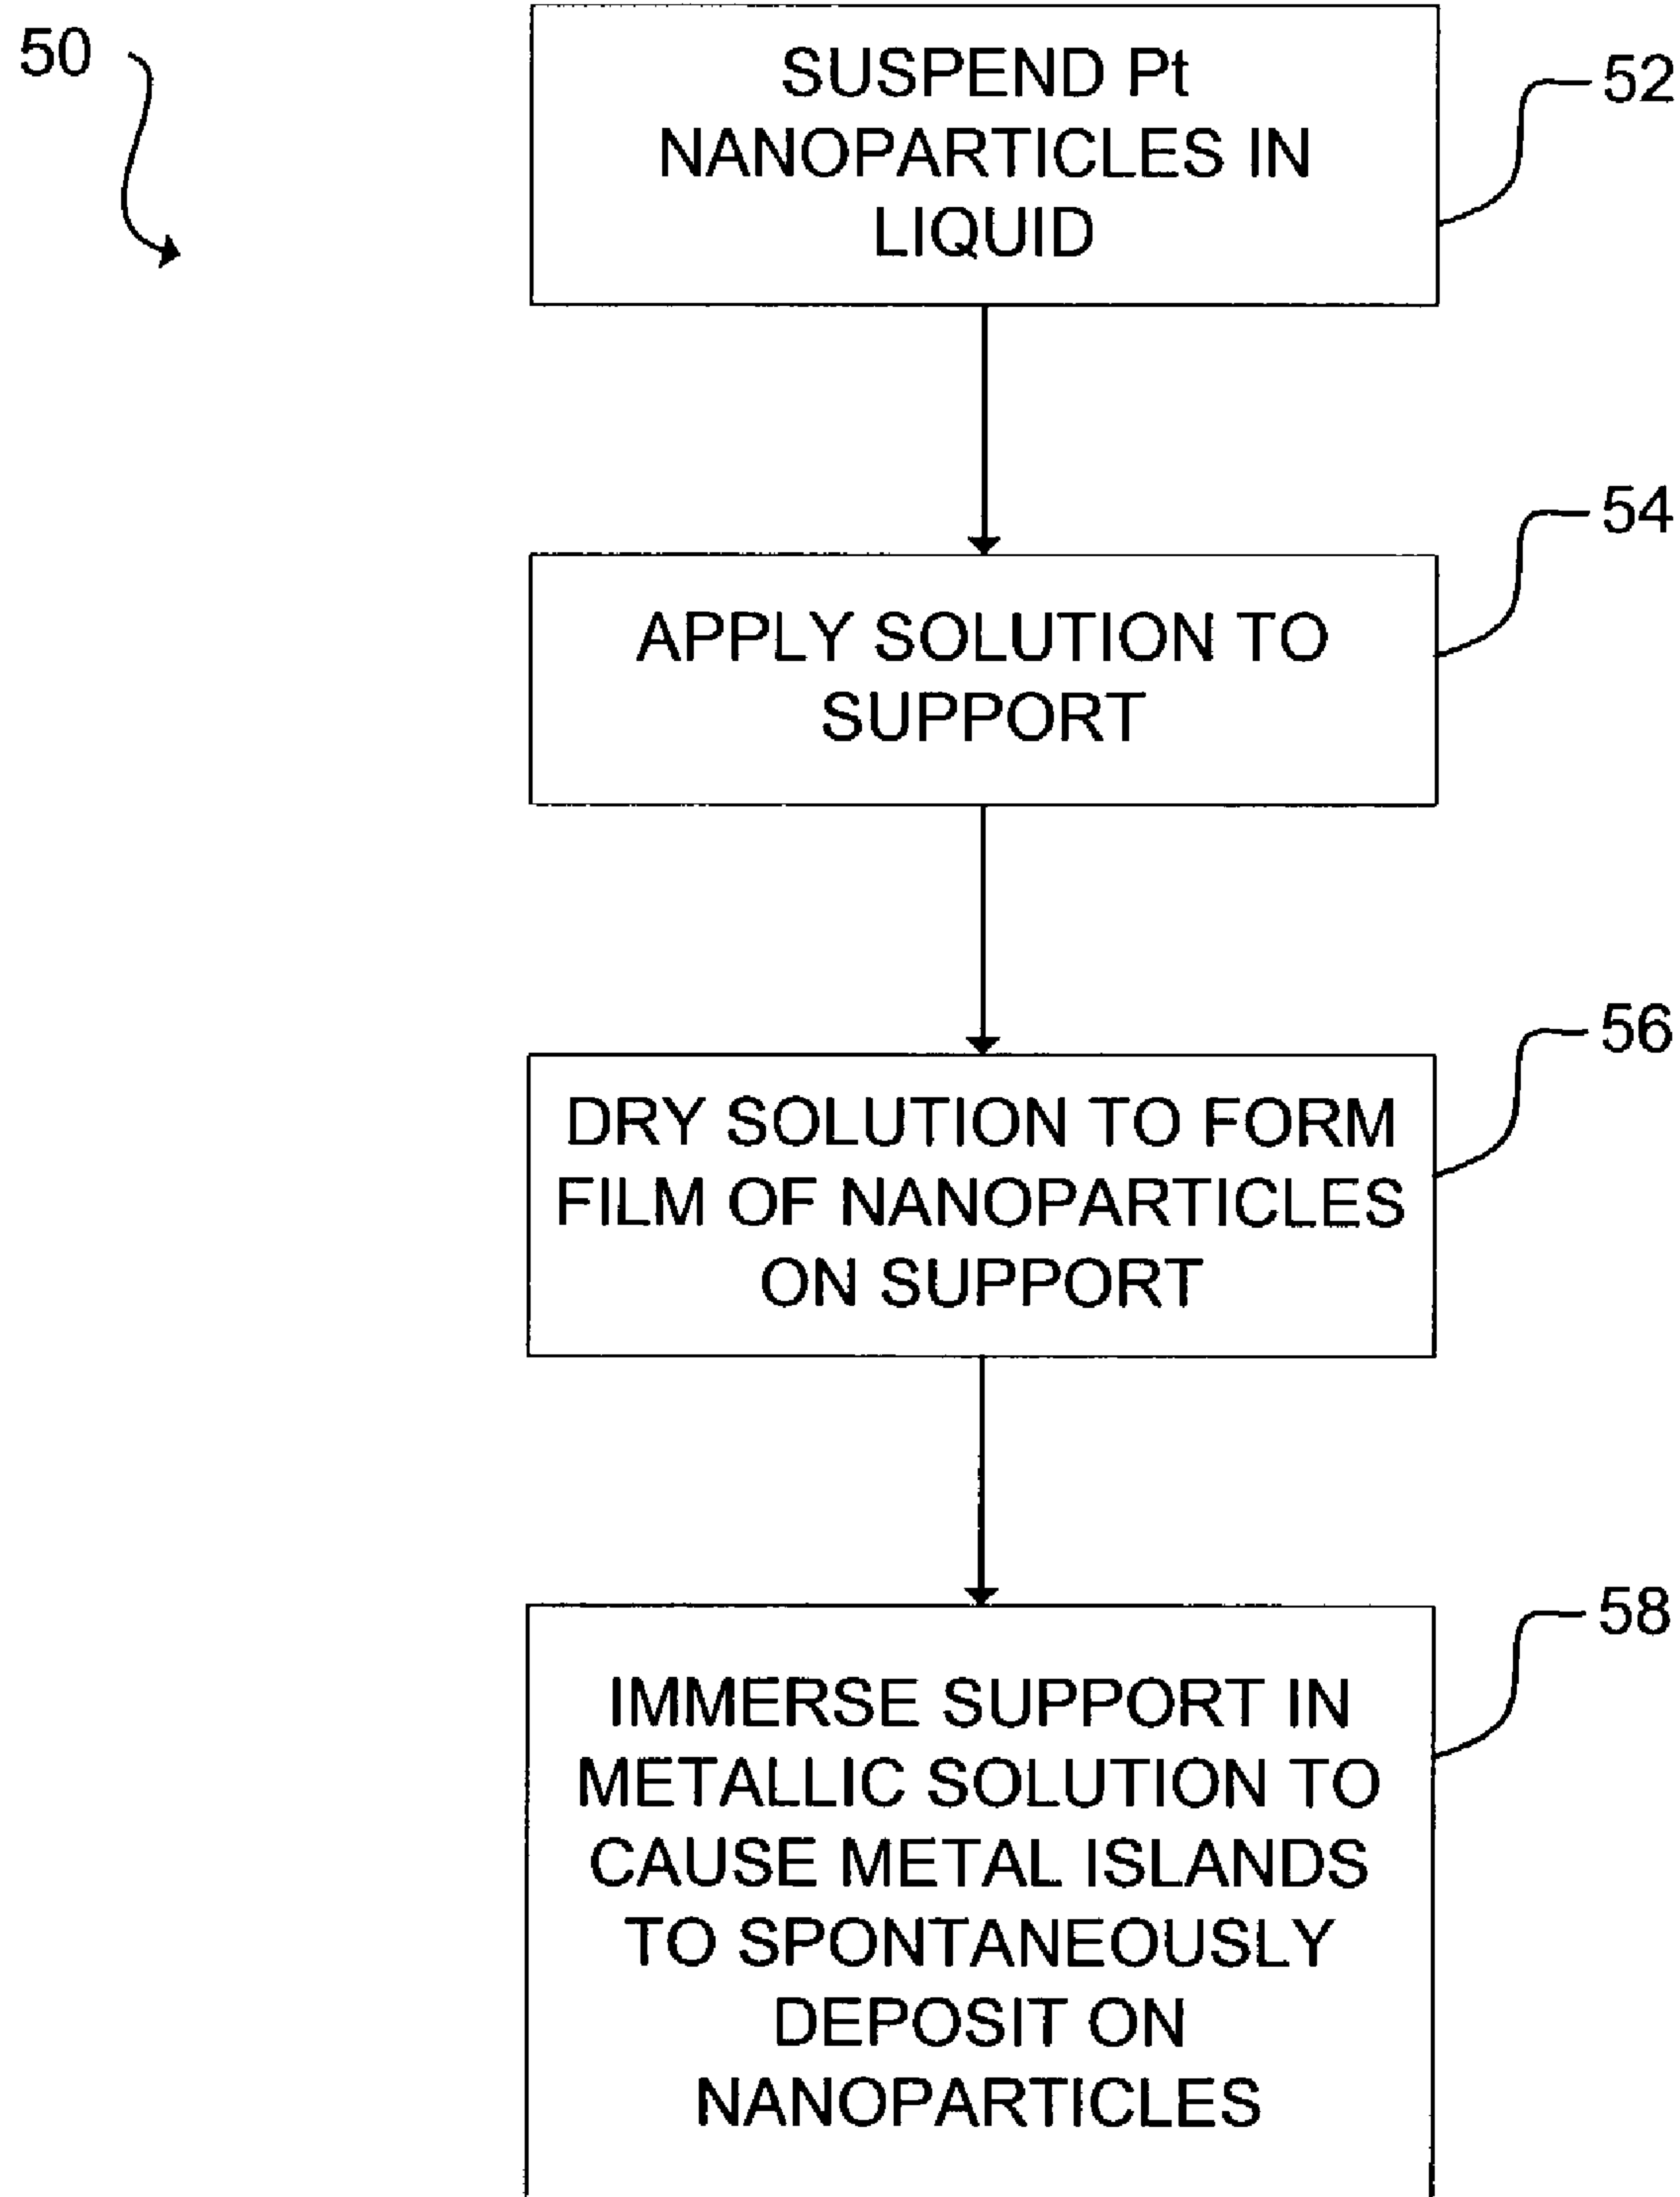 50
SUSPEND Pt
NANOPARTICLES IN
LIQUID
52
APPLY SOLUTION TO
SUPPORT
54
DRY SOLUTION TO FORM
FILM OF NANOPARTICLES
ON SUPPORT
56
IMMERSE SUPPORT IN
METALLIC SOLUTION TO
CAUSE METAL ISLANDS
TO SPONTANEOUSLY
DEPOSIT ON
NANOPARTICLES
58